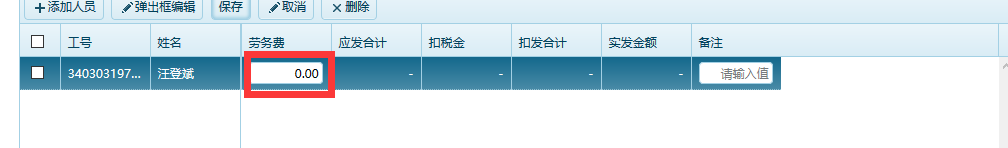 添加人员 弹出框编辑 保存 取消 删除
工号 姓名 劳务费 应发合计 扣税金 扣发合计 实发金额 备注
340303197... 汪登斌 0.00 - - - - 请输入值